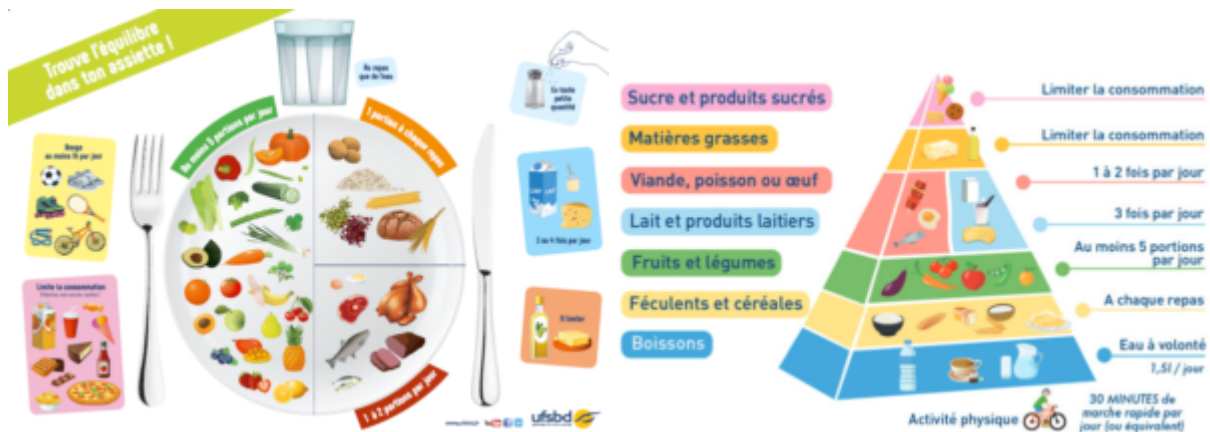 Trouve l'équilibre
dans ton assiette !
Au repas
que de l'eau
En toute
petite
quantité
Au moins 5 portions par jour
1 portion à chaque repas
Bouge
au moins 1h par jour
LAIT
3 ou 4 fois par jour
Limite ta consommation
À limiter
1 à 2 portions par jour
ufsbd
Sucre et produits sucrés
Matières grasses
Viande, poisson ou œuf
Lait et produits laitiers
Fruits et légumes
Féculents et céréales
Boissons
Limiter la consommation
Limiter la consommation
1 à 2 fois par jour
3 fois par jour
Au moins 5 portions
par jour
A chaque repas
Eau à volonté
1,5l / jour
Activité physique
30 MINUTES de
marche rapide par
jour (ou équivalent)